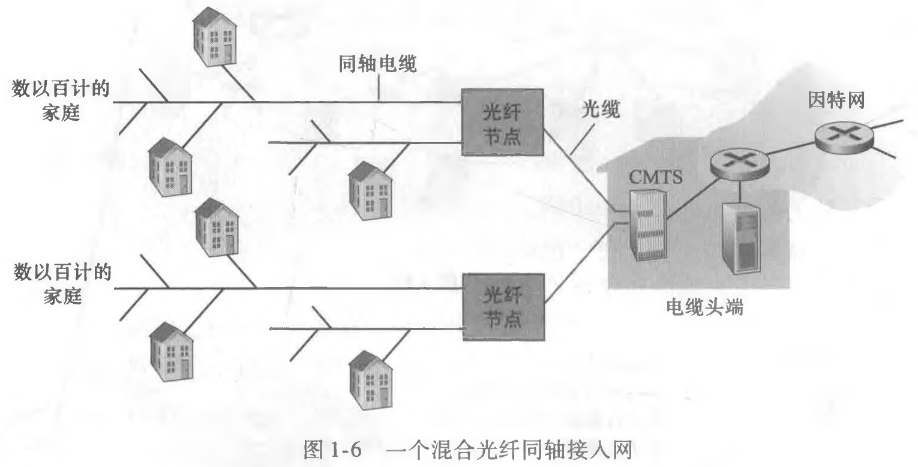 同轴电缆
数以百计的
家庭
光纤
节点
光缆
因特网
CMTS
数以百计的
家庭
光纤
节点
电缆头端
图 1-6 一个混合光纤同轴接入网